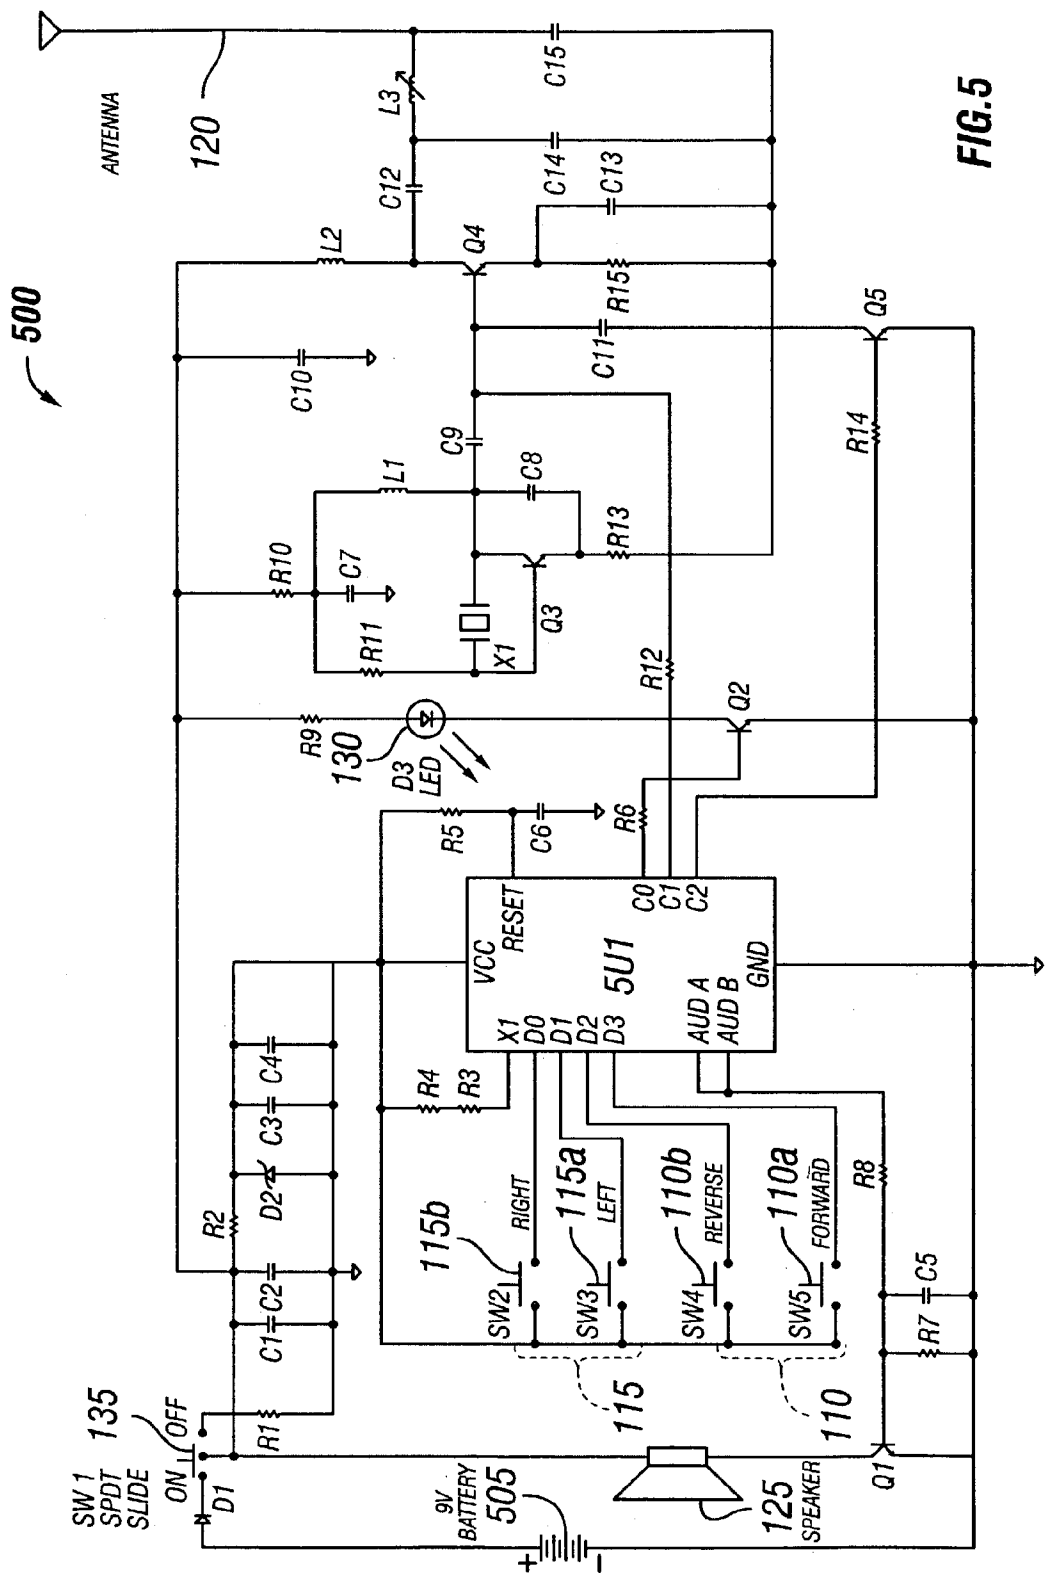 500
FIG.5
SW 1
SPDT
SLIDE
135
ON
OFF
D1
R1
C1
C2
R2
D2
C3
C4
9V
BATTERY
505
+
-
125
SPEAKER
Q1
R7
C5
R8
115
110
SW2
115b
RIGHT
SW3
115a
LEFT
SW4
110b
REVERSE
SW5
110a
FORWARD
R4
R3
X1
D0
D1
D2
D3
AUD A
AUD B
VCC
RESET
5U1
GND
C0
C1
C2
R5
C6
R6
R9
130
D3
LED
Q2
R12
R14
R10
R11
C7
X1
Q3
L1
C8
R13
C9
C10
C11
Q5
L2
Q4
R15
C12
C13
C14
L3
C15
120
ANTENNA